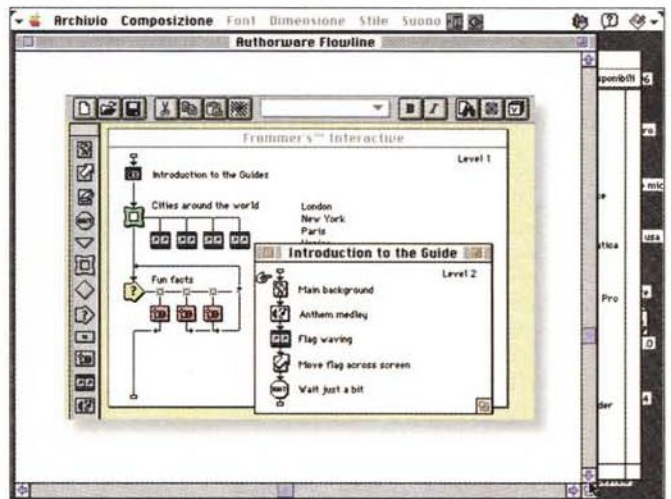 Archivio Composizione Font Dimensione Stile Suono
Authorware Flowline
Frommer's™ Interactive
Level 1
Introduction to the Guides
Cities around the world
London
New York
Paris
Fun facts
Introduction to the Guide
Level 2
Main background
Anthem medley
Flag waving
Move flag across screen
Wait just a bit
usa
Pro